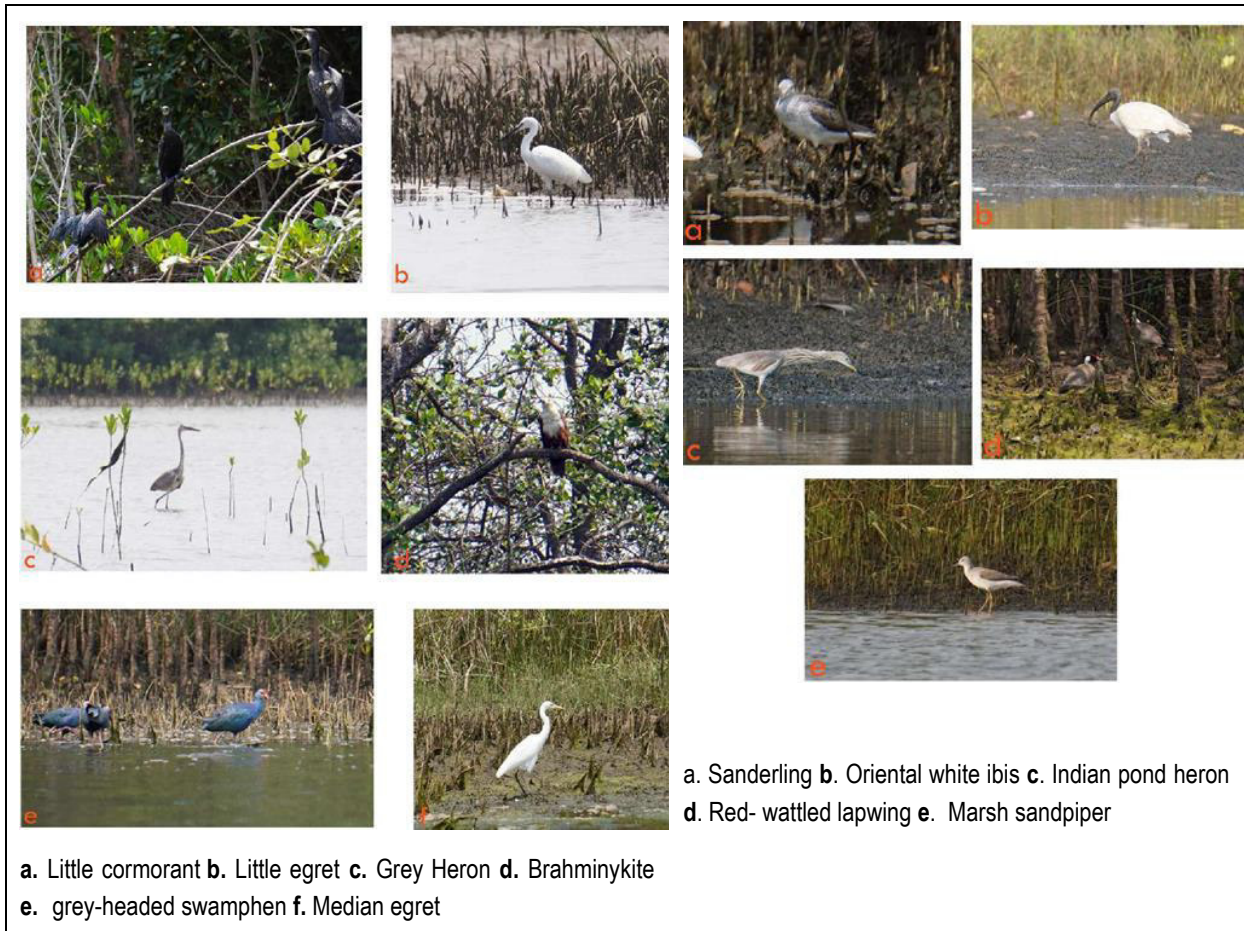 a
b
c
d
e
f
a. Little cormorant b. Little egret c. Grey Heron d. Brahminykite
e. grey-headed swamphen f. Median egret
a
b
c
d
e
a. Sanderling b. Oriental white ibis c. Indian pond heron
d. Red- wattled lapwing e. Marsh sandpiper